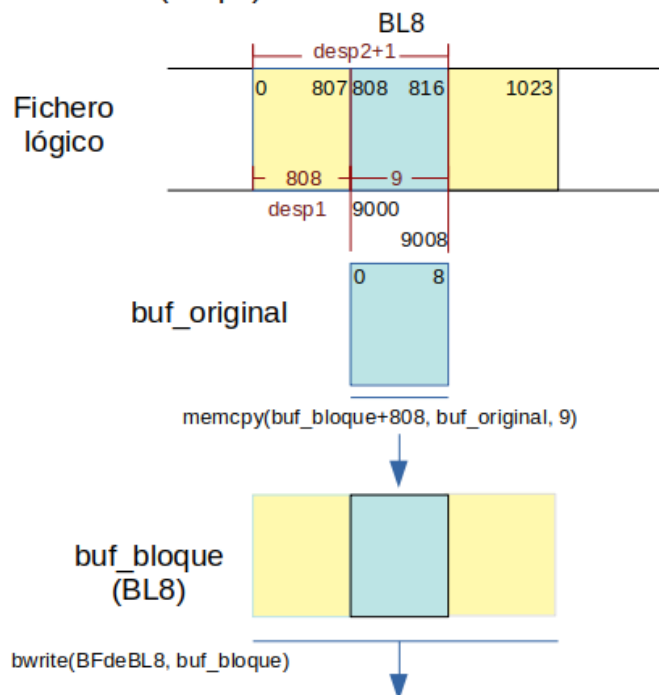 BL8
desp2+1
0 807 808 816 1023
Fichero
lógico
808 9
desp1 9000
9008
0 8
buf_original
memcpy(buf_bloque+808, buf_original, 9)
buf_bloque
(BL8)
bwrite(BFdeBL8, buf_bloque)